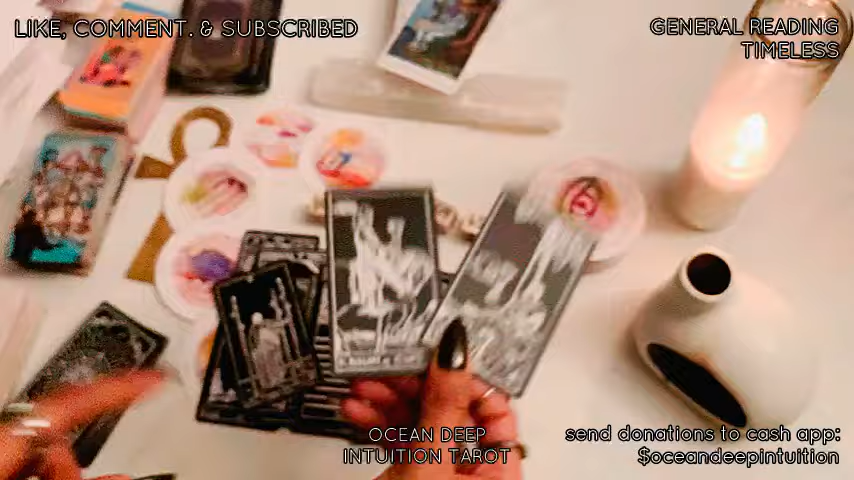 LIKE, COMMENT. & SUBSCRIBED
GENERAL READING
TIMELESS
OCEAN DEEP
INTUITION TAROT
send donations to cash app:
$oceandeepintuition